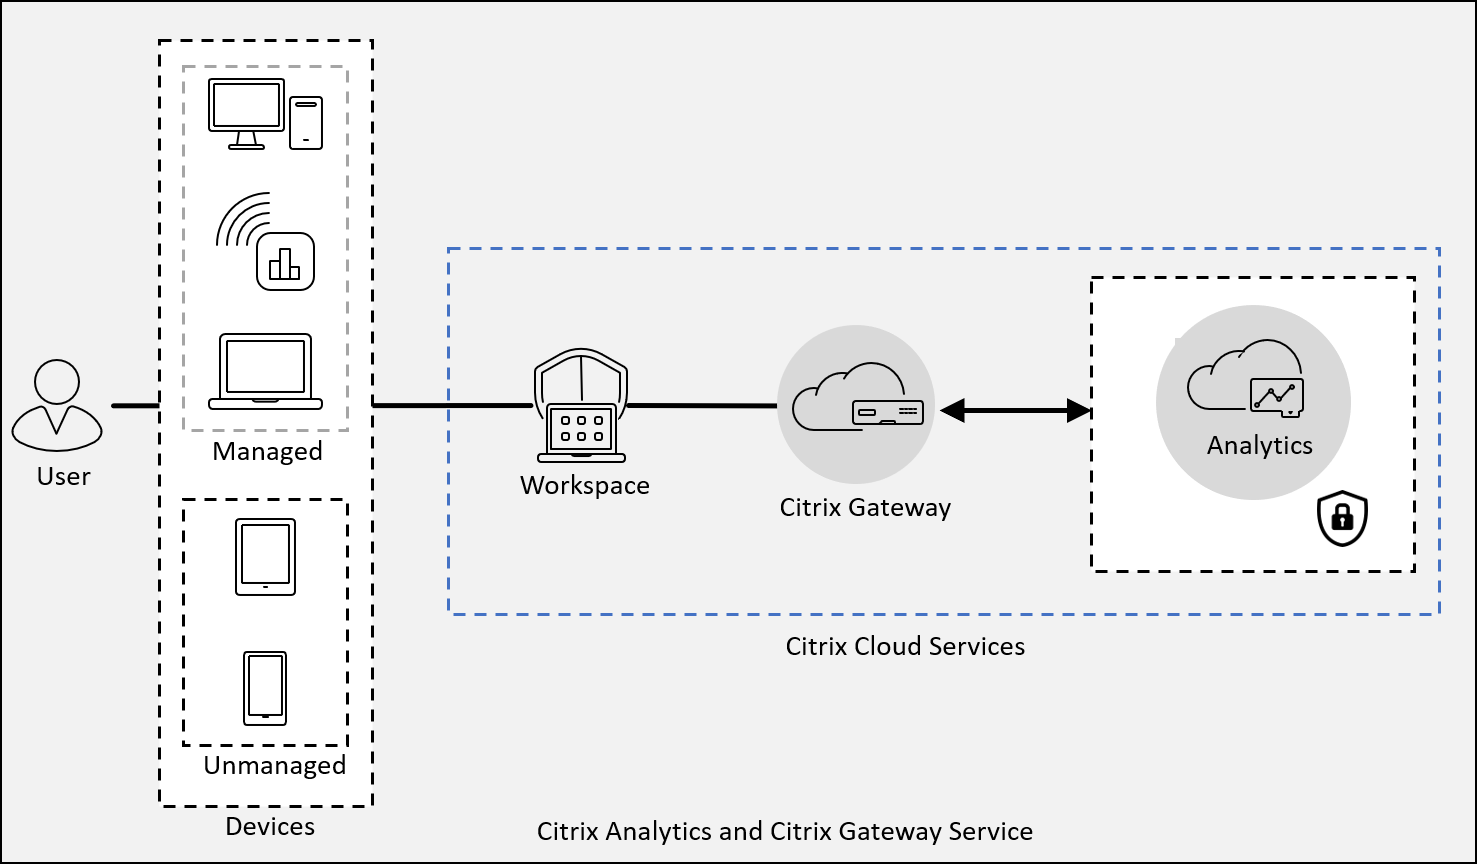 User
Managed
Unmanaged
Devices
Workspace
Citrix Gateway
Analytics
Citrix Cloud Services
Citrix Analytics and Citrix Gateway Service